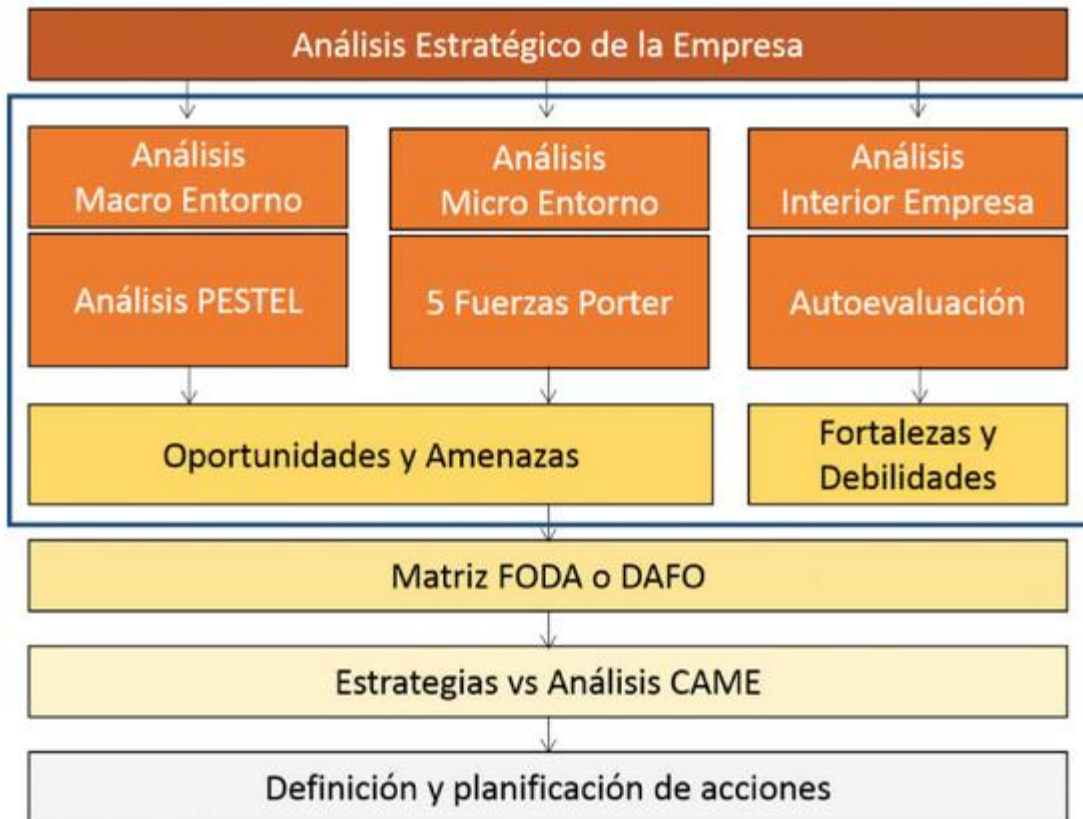 Análisis Estratégico de la Empresa
Análisis
Macro Entorno
Análisis
Micro Entorno
Análisis
Interior Empresa
Análisis PESTEL
5 Fuerzas Porter
Autoevaluación
Oportunidades y Amenazas
Fortalezas y
Debilidades
Matriz FODA o DAFO
Estrategias vs Análisis CAME
Definición y planificación de acciones